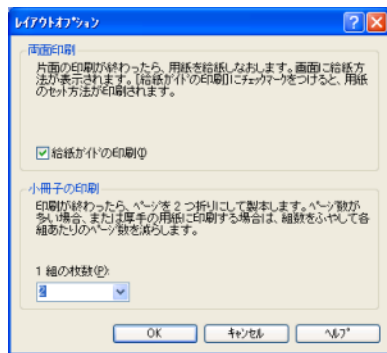 レイアウトオプション
両面印刷
片面の印刷が終わったら、用紙を給紙しなおします。画面に給紙方
法が表示されます。[給紙ガイドの印刷]にチェックマークをつけると、用紙
のセット方法が印刷されます。
給紙ガイドの印刷(I)
小冊子の印刷
印刷が終わったら、ページを2つ折りにして製本します。ページ数が
多い場合、または厚手の用紙に印刷する場合は、組数をふやして各
組あたりのページ数を減らします。
1 組の枚数(P):
2
OK
キャンセル
ヘルプ